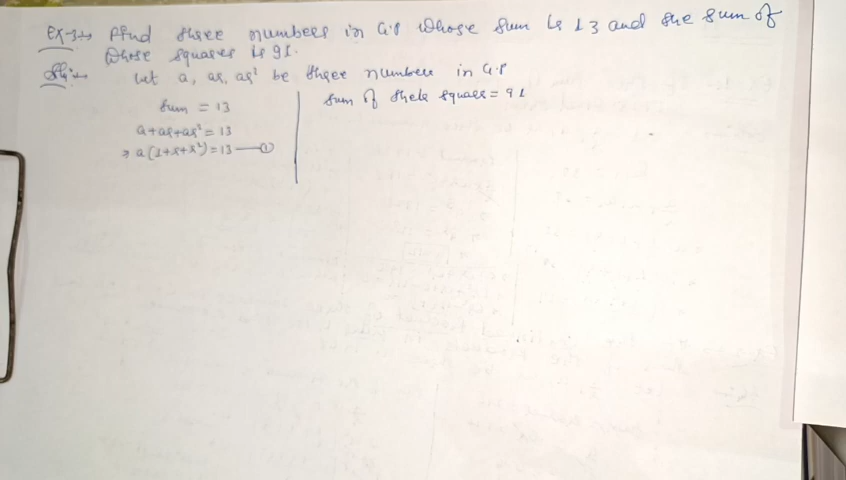 Ex-3→ Find three numbers in G.P whose sum is 13 and the sum of
whose squares is 91.
Sol:→ Let a, ar, ar² be three numbers in G.P
sum = 13
a+ar+ar² = 13
⇒ a(1+r+r²) = 13 —①
sum of their squares = 91